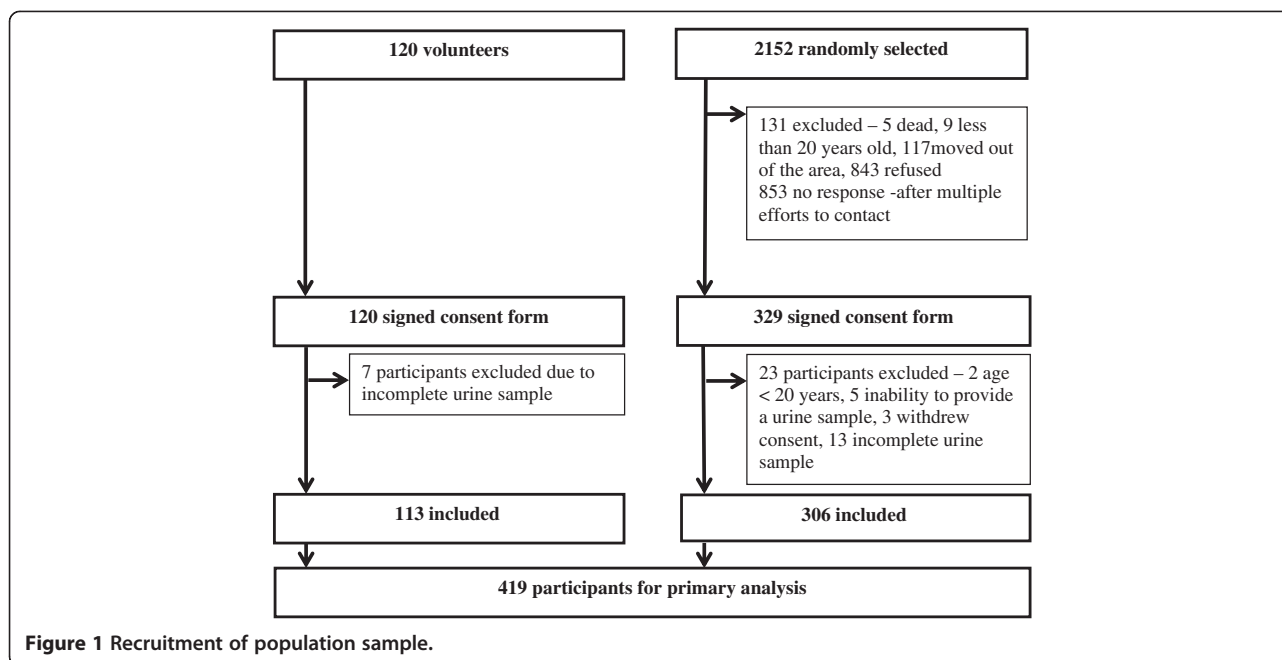 120 volunteers
2152 randomly selected
131 excluded – 5 dead, 9 less
than 20 years old, 117moved out
of the area, 843 refused
853 no response -after multiple
efforts to contact
120 signed consent form
329 signed consent form
7 participants excluded due to
incomplete urine sample
23 participants excluded – 2 age
< 20 years, 5 inability to provide
a urine sample, 3 withdrew
consent, 13 incomplete urine
sample
113 included
306 included
419 participants for primary analysis
Figure 1 Recruitment of population sample.